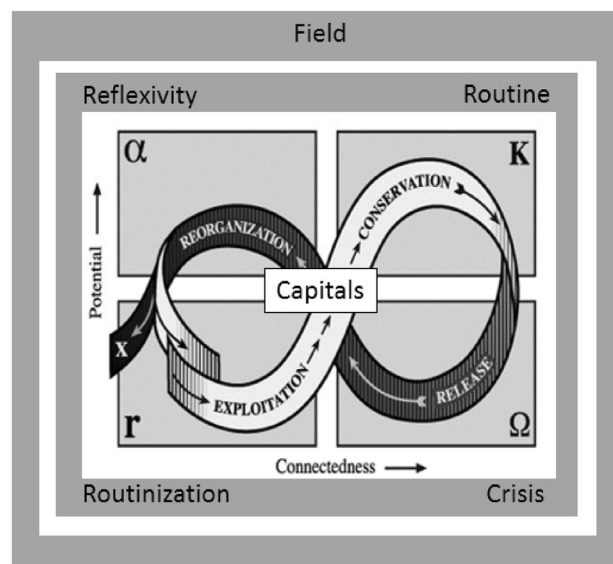 Field
Reflexivity
Routine
α
K
CONSERVATION
REORGANIZATION
Potential
Capitals
X
EXPLOITATION
RELEASE
r
Ω
Connectedness
Routinization
Crisis